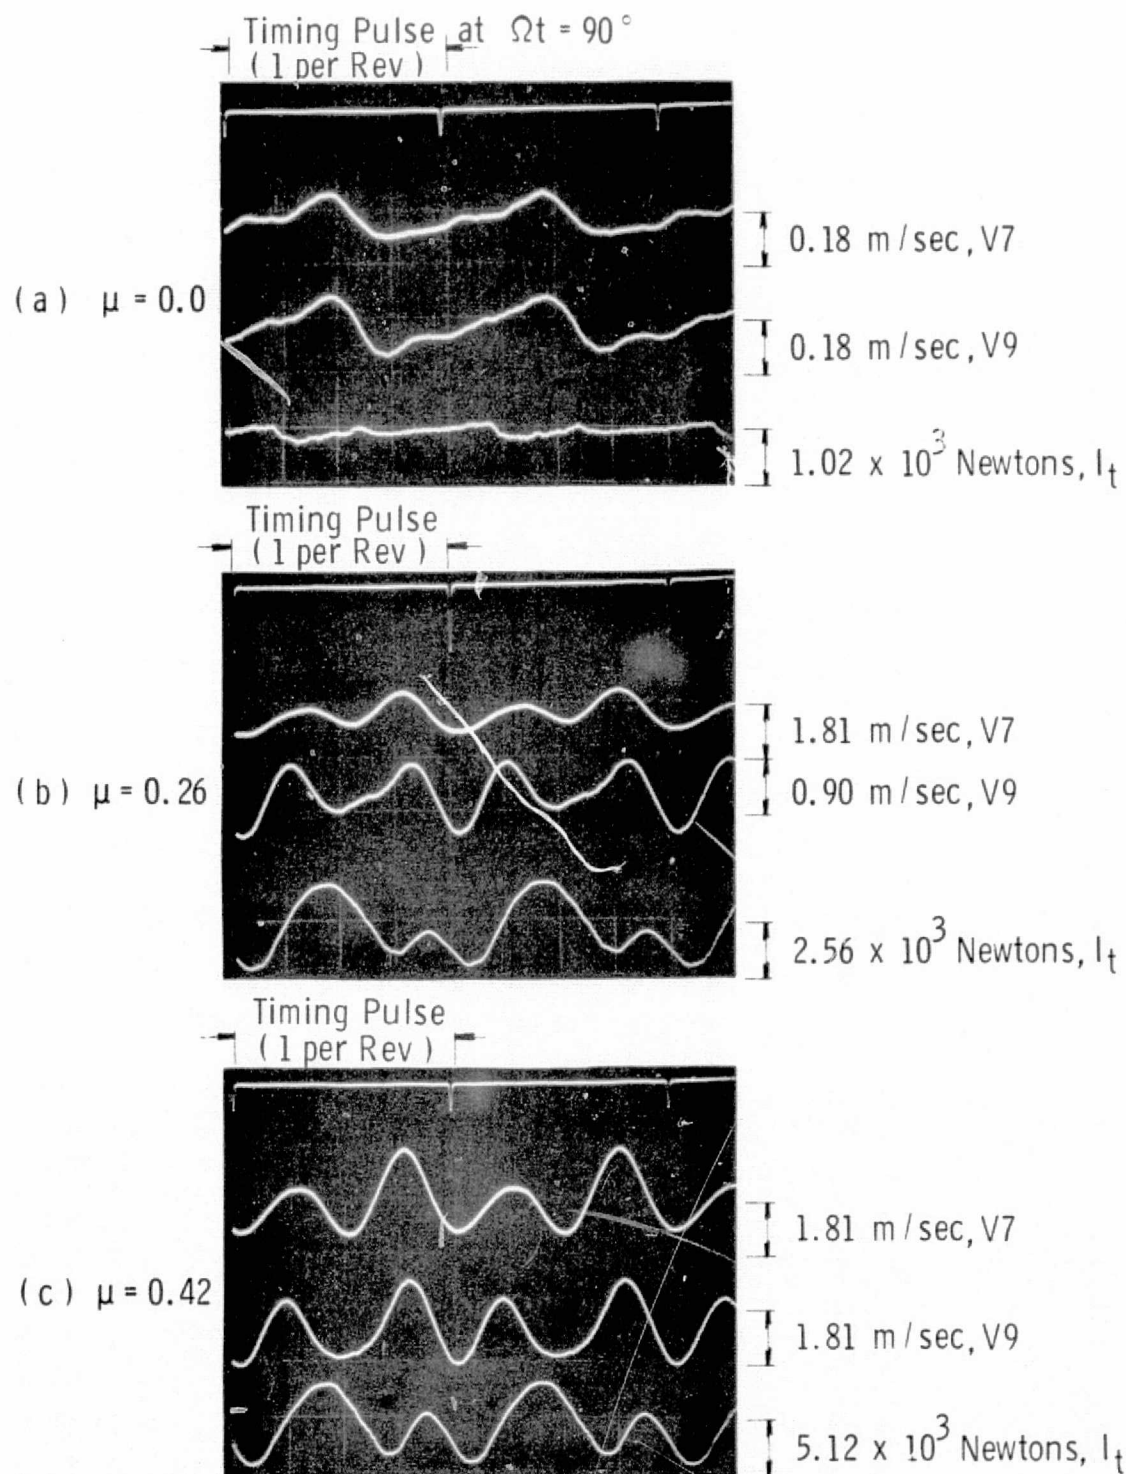 Timing Pulse at Ωt = 90°
(1 per Rev)
(a) μ = 0.0
0.18 m/sec, V7
0.18 m/sec, V9
1.02 x 10³ Newtons, I_t
Timing Pulse
(1 per Rev)
(b) μ = 0.26
1.81 m/sec, V7
0.90 m/sec, V9
2.56 x 10³ Newtons, I_t
Timing Pulse
(1 per Rev)
(c) μ = 0.42
1.81 m/sec, V7
1.81 m/sec, V9
5.12 x 10³ Newtons, I_t